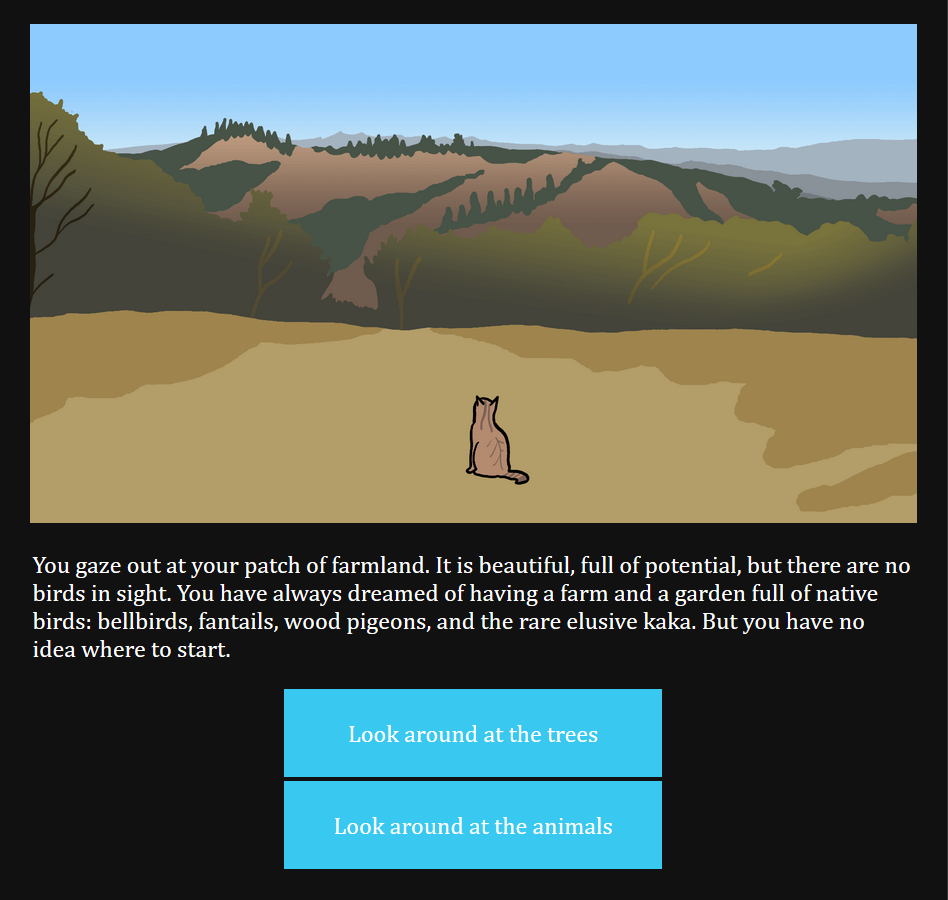 You gaze out at your patch of farmland. It is beautiful, full of potential, but there are no
birds in sight. You have always dreamed of having a farm and a garden full of native
birds: bellbirds, fantails, wood pigeons, and the rare elusive kaka. But you have no
idea where to start.
Look around at the trees
Look around at the animals